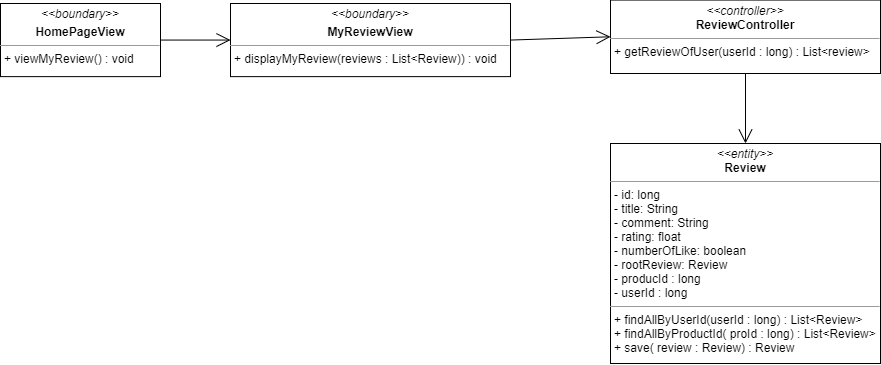 <<boundary>>
HomePageView
+ viewMyReview() : void
<<boundary>>
MyReviewView
+ displayMyReview(reviews : List<Review)) : void
<<controller>>
ReviewController
+ getReviewOfUser(userId : long) : List<review>
<<entity>>
Review
- id: long
- title: String
- comment: String
- rating: float
- numberOfLike: boolean
- rootReview: Review
- producId : long
- userId : long
+ findAllByUserId(userId : long) : List<Review>
+ findAllByProductId( proId : long) : List<Review>
+ save( review : Review) : Review